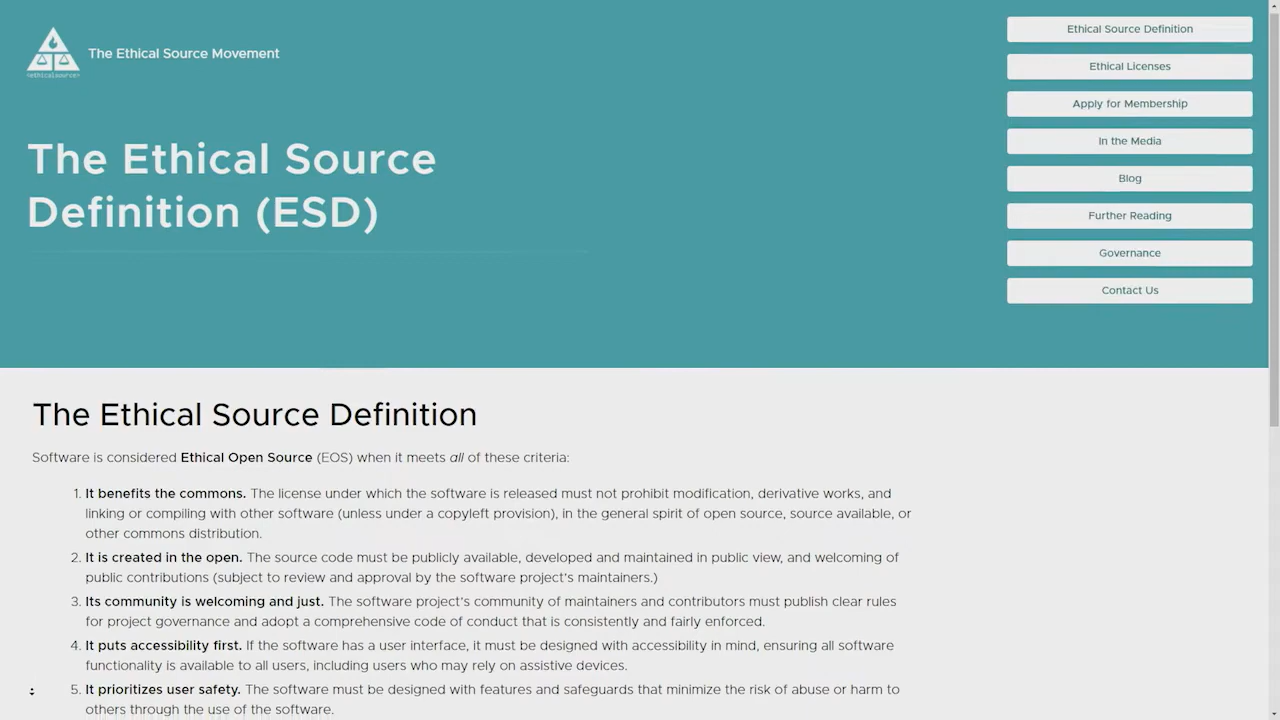 <ethicalsource>
The Ethical Source Movement
The Ethical Source
Definition (ESD)
Ethical Source Definition
Ethical Licenses
Apply for Membership
In the Media
Blog
Further Reading
Governance
Contact Us
The Ethical Source Definition
Software is considered Ethical Open Source (EOS) when it meets all of these criteria:
1. It benefits the commons. The license under which the software is released must not prohibit modification, derivative works, and
linking or compiling with other software (unless under a copyleft provision), in the general spirit of open source, source available, or
other commons distribution.
2. It is created in the open. The source code must be publicly available, developed and maintained in public view, and welcoming of
public contributions (subject to review and approval by the software project's maintainers.)
3. Its community is welcoming and just. The software project's community of maintainers and contributors must publish clear rules
for project governance and adopt a comprehensive code of conduct that is consistently and fairly enforced.
4. It puts accessibility first. If the software has a user interface, it must be designed with accessibility in mind, ensuring all software
functionality is available to all users, including users who may rely on assistive devices.
5. It prioritizes user safety. The software must be designed with features and safeguards that minimize the risk of abuse or harm to
others through the use of the software.